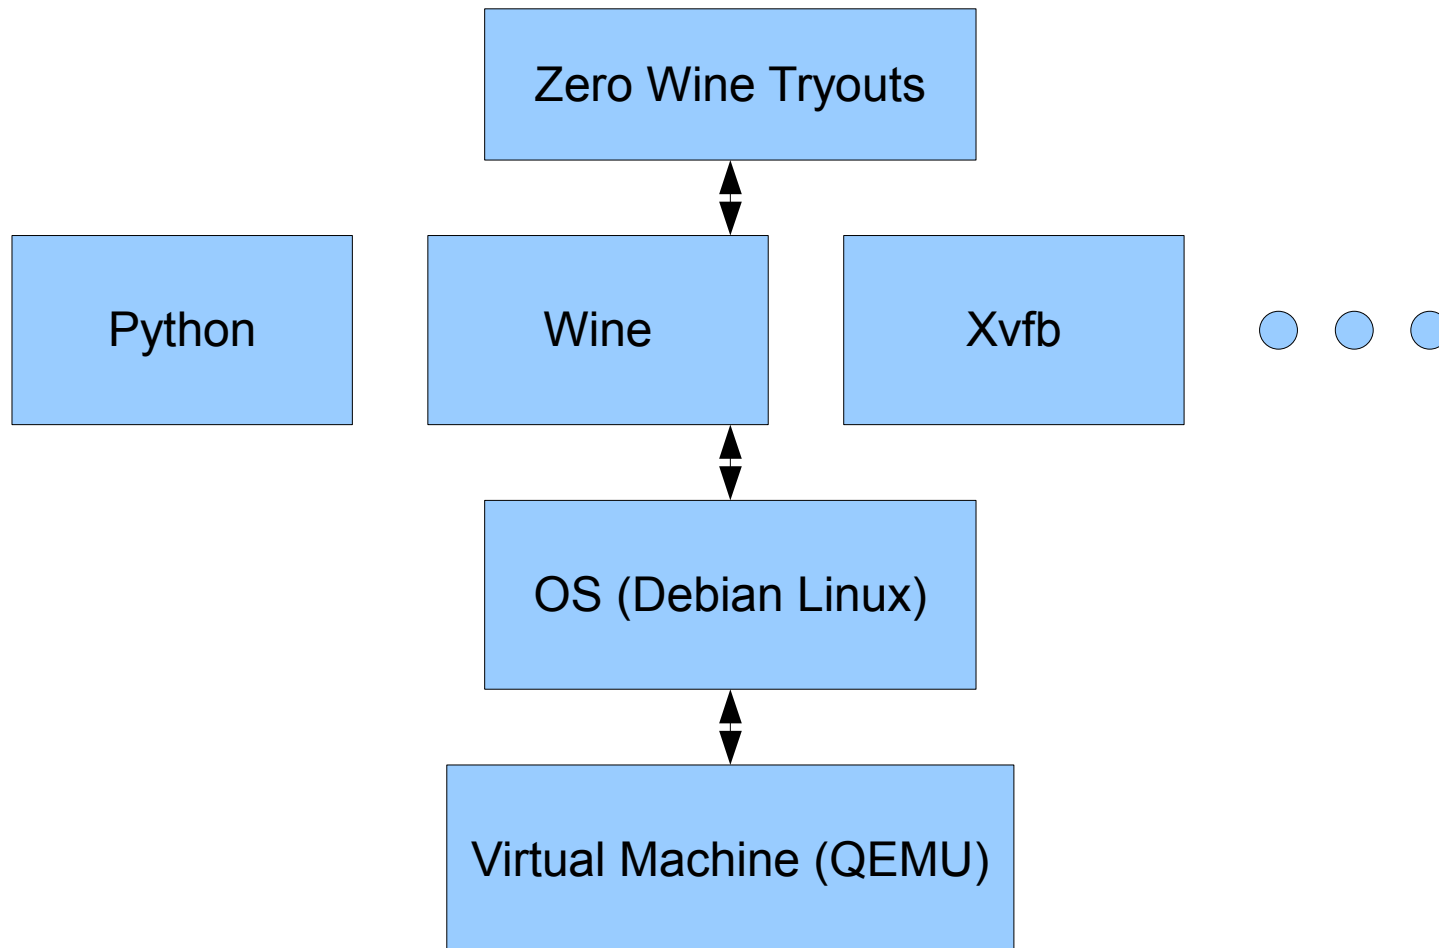 Zero Wine Tryouts
Python
Wine
Xvfb
OS (Debian Linux)
Virtual Machine (QEMU)